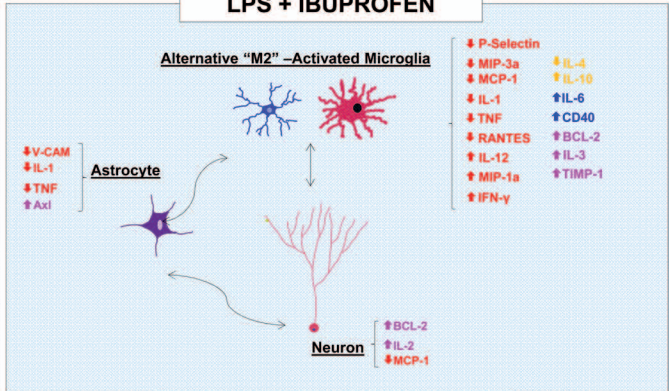 LPS + IBUPROFEN
Alternative “M2” –Activated Microglia
⬇P-Selectin
⬇MIP-3a ⬇IL-4
⬇MCP-1 ⬆IL-10
⬇IL-1 ⬆IL-6
⬇TNF ⬆CD40
⬇RANTES ⬆BCL-2
⬆IL-12 ⬆IL-3
⬆MIP-1a ⬆TIMP-1
⬆IFN-γ
⬇V-CAM
⬇IL-1
⬇TNF
⬆Axl
Astrocyte
Neuron
⬆BCL-2
⬆IL-2
⬇MCP-1